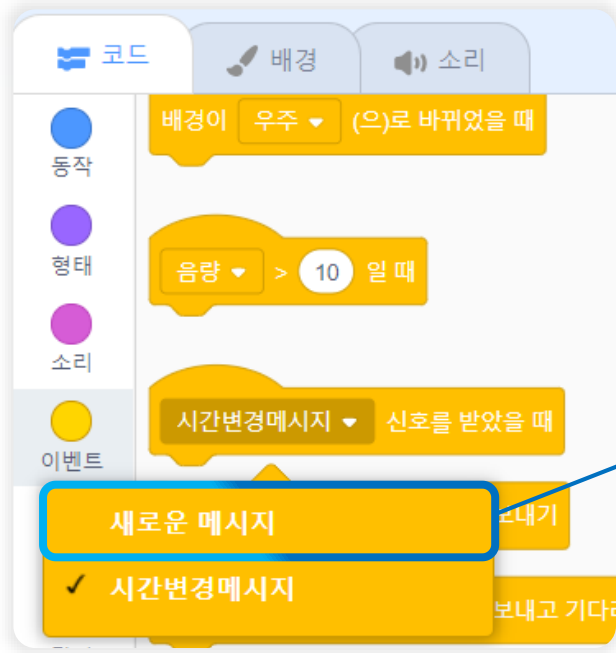 코드
배경
소리
동작
형태
소리
이벤트
배경이 우주 (으)로 바뀌었을 때
음량 > 10 일 때
시간변경메시지 신호를 받았을 때
보내기
새로운 메시지
✓ 시간변경메시지
보내고 기다